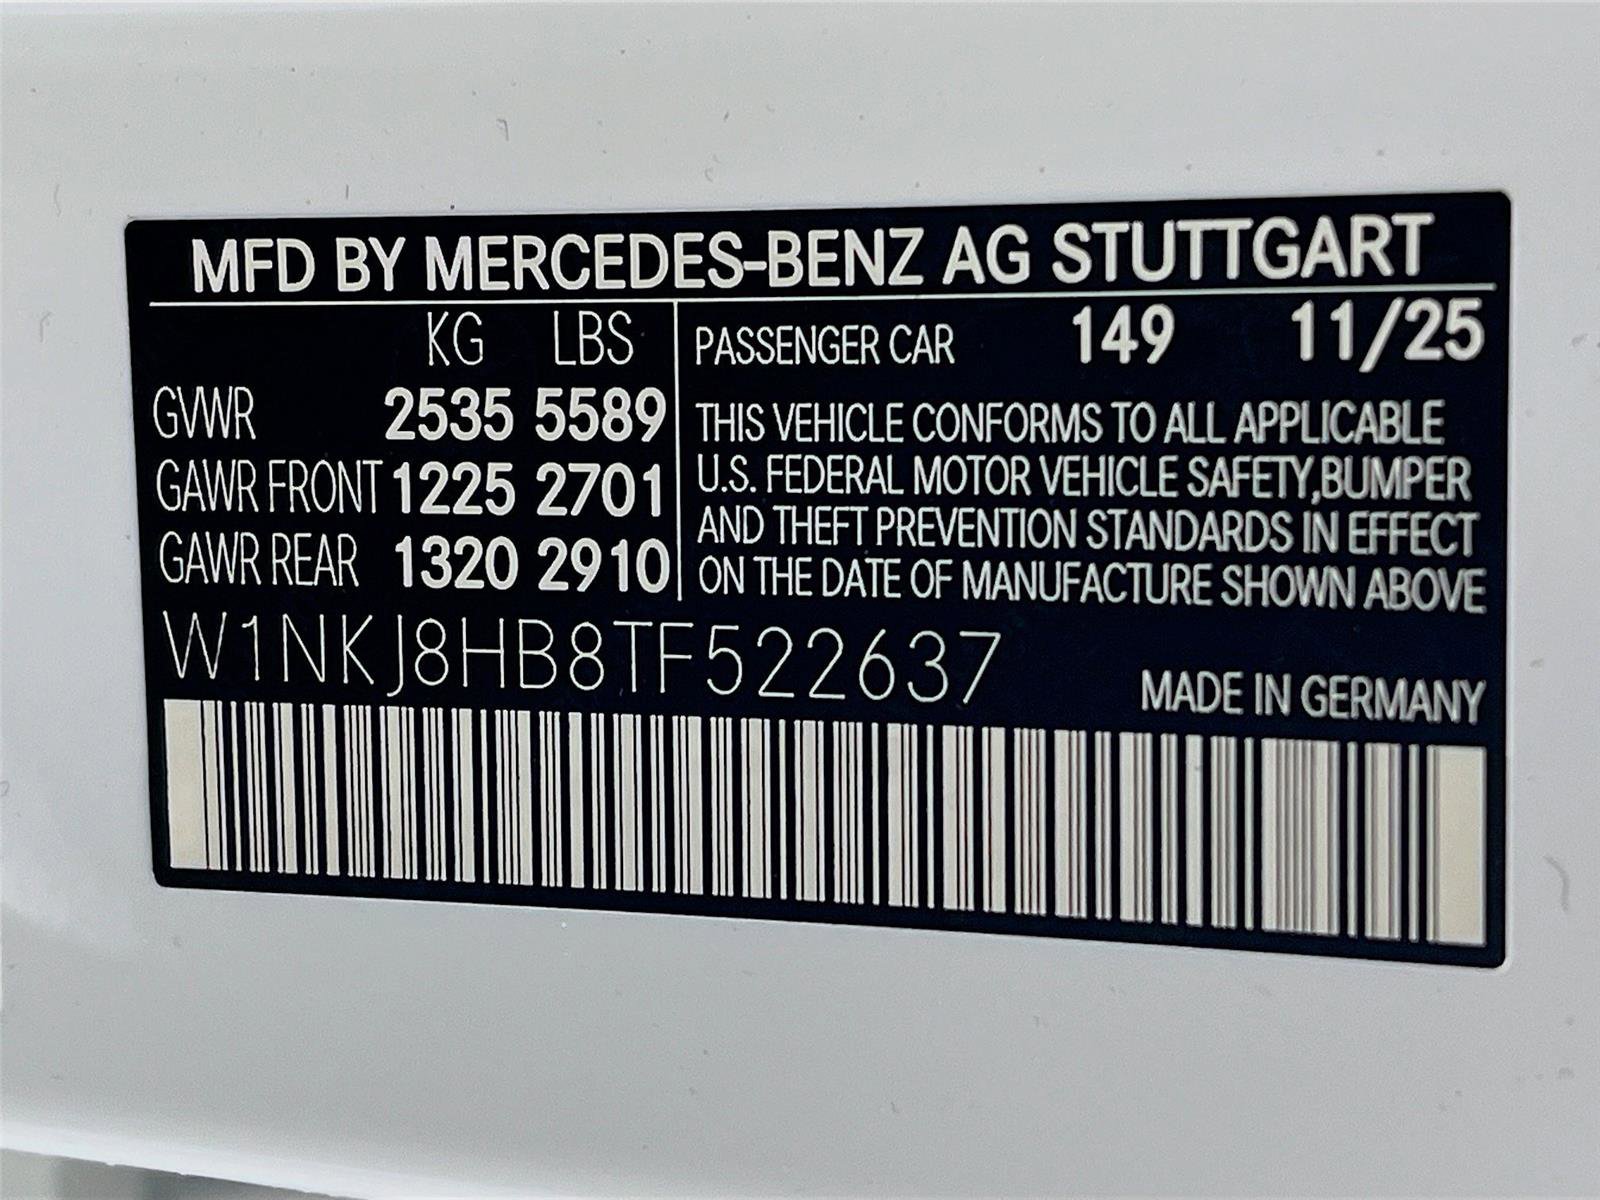 MFD BY MERCEDES-BENZ AG STUTTGART
KG LBS
GVWR 2535 5589
GAWR FRONT 1225 2701
GAWR REAR 1320 2910
PASSENGER CAR 149 11/25
THIS VEHICLE CONFORMS TO ALL APPLICABLE
U.S. FEDERAL MOTOR VEHICLE SAFETY,BUMPER
AND THEFT PREVENTION STANDARDS IN EFFECT
ON THE DATE OF MANUFACTURE SHOWN ABOVE
W1NKJ8HB8TF522637
MADE IN GERMANY